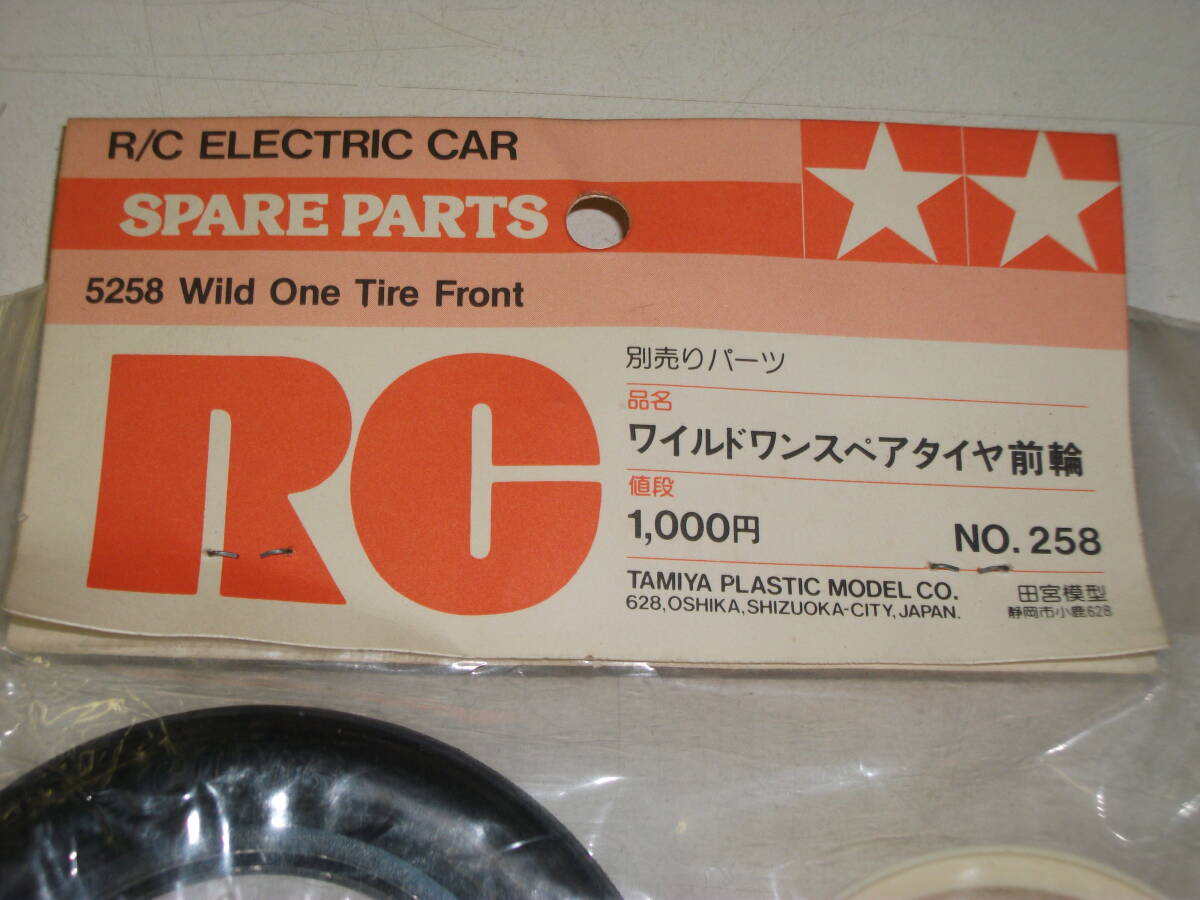 R/C ELECTRIC CAR
SPARE PARTS
5258 Wild One Tire Front
RC
別売りパーツ
品名
ワイルドワンスペアタイヤ前輪
値段
1,000円 NO. 258
TAMIYA PLASTIC MODEL CO. 田宮模型
628, OSHIKA, SHIZUOKA-CITY, JAPAN. 静岡市小鹿628